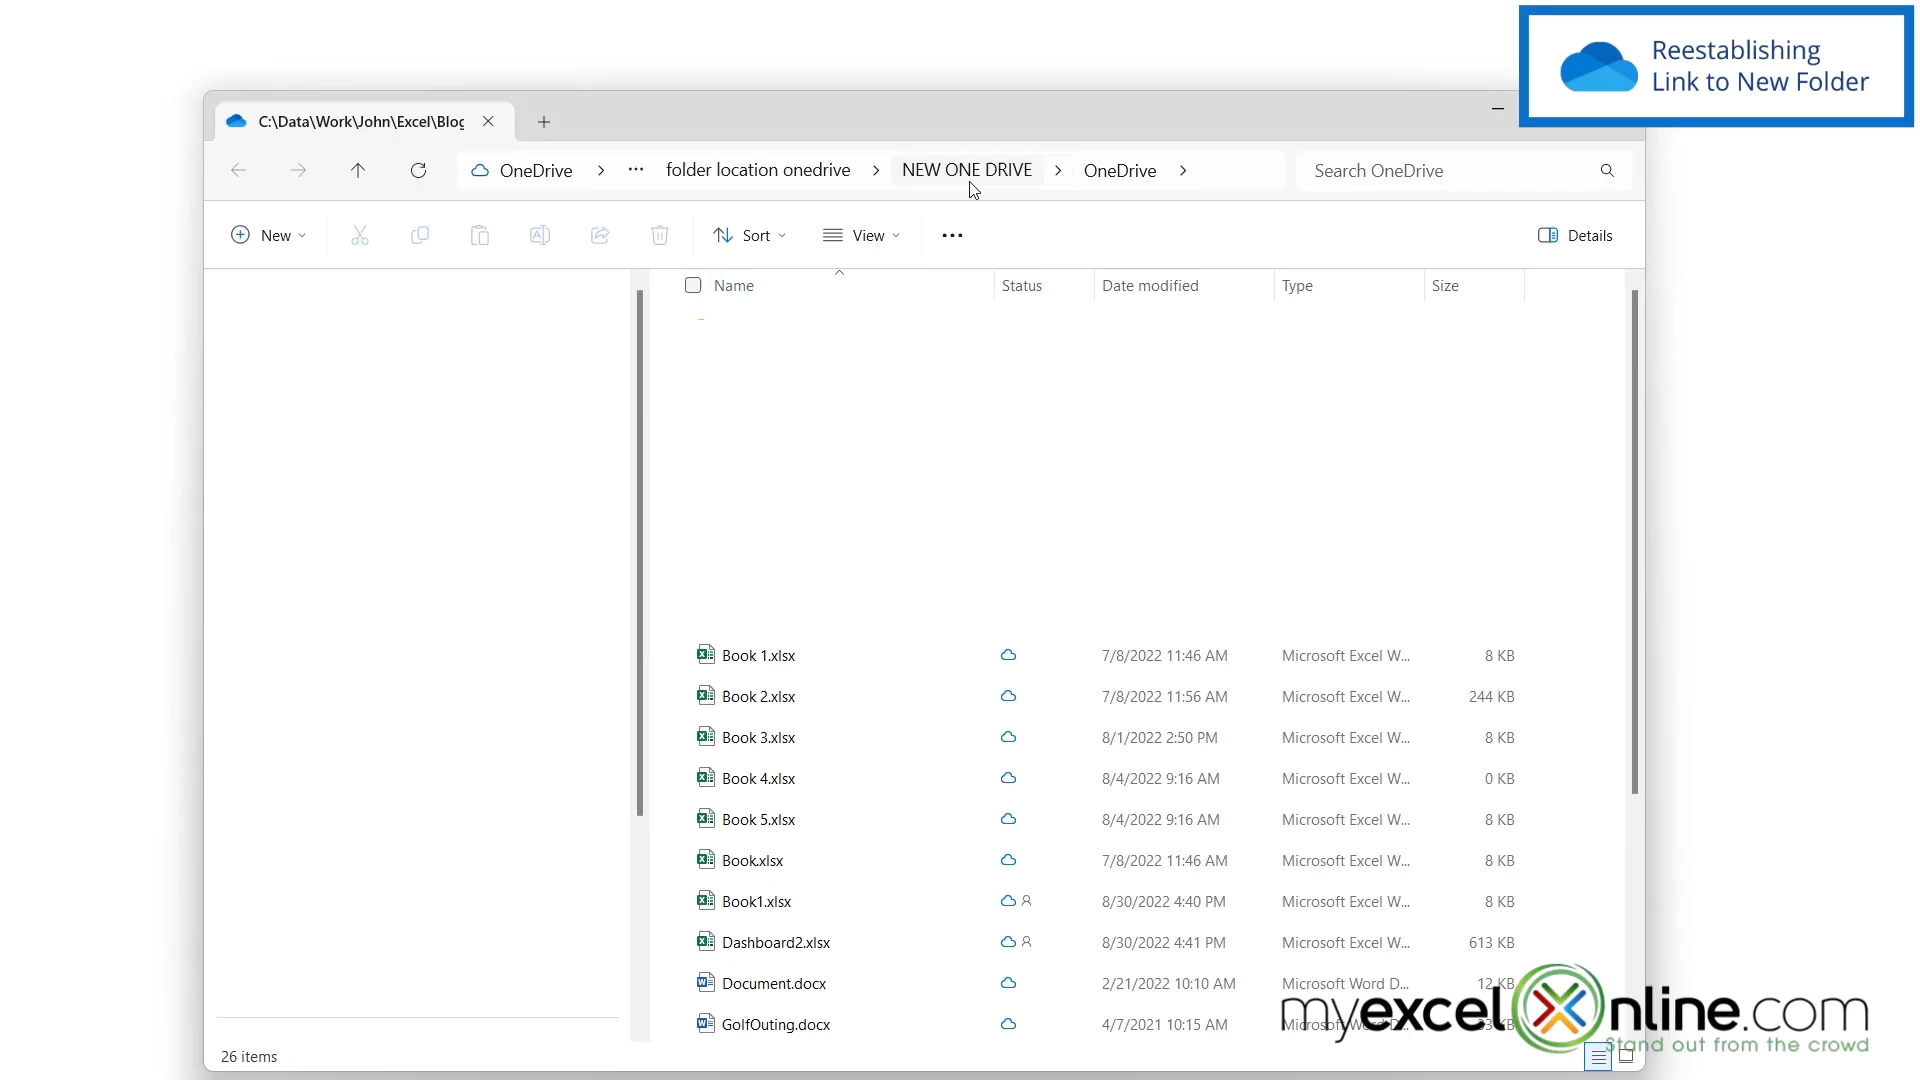 Reestablishing
Link to New Folder
C:\Data\Work\John\Excel\Blog
OneDrive > ... folder location onedrive > NEW ONE DRIVE > OneDrive >
Search OneDrive
New
Sort
View
Details
Name Status Date modified Type Size
Book 1.xlsx 7/8/2022 11:46 AM Microsoft Excel W... 8 KB
Book 2.xlsx 7/8/2022 11:56 AM Microsoft Excel W... 244 KB
Book 3.xlsx 8/1/2022 2:50 PM Microsoft Excel W... 8 KB
Book 4.xlsx 8/4/2022 9:16 AM Microsoft Excel W... 0 KB
Book 5.xlsx 8/4/2022 9:16 AM Microsoft Excel W... 8 KB
Book.xlsx 7/8/2022 11:46 AM Microsoft Excel W... 8 KB
Book1.xlsx 8/30/2022 4:40 PM Microsoft Excel W... 8 KB
Dashboard2.xlsx 8/30/2022 4:41 PM Microsoft Excel W... 613 KB
Document.docx 2/21/2022 10:10 AM Microsoft Word D... 12 KB
GolfOuting.docx 4/7/2021 10:15 AM Microsoft Word D... KB
myexcelonline.com
Stand out from the crowd
26 items